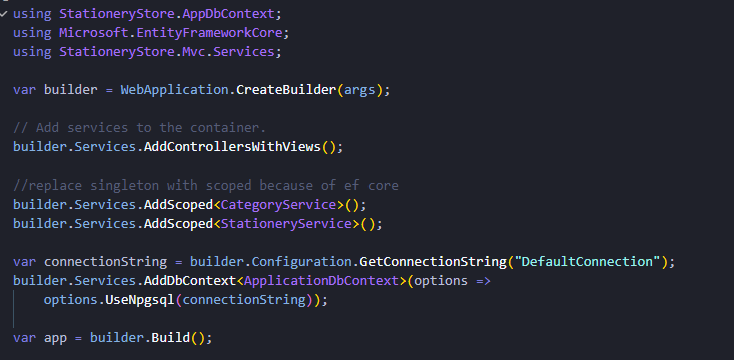 using StationeryStore.AppDbContext;
using Microsoft.EntityFrameworkCore;
using StationeryStore.Mvc.Services;
var builder = WebApplication.CreateBuilder(args);
// Add services to the container.
builder.Services.AddControllersWithViews();
//replace singleton with scoped because of ef core
builder.Services.AddScoped<CategoryService>();
builder.Services.AddScoped<StationeryService>();
var connectionString = builder.Configuration.GetConnectionString("DefaultConnection");
builder.Services.AddDbContext<ApplicationDbContext>(options =>
options.UseNpgsql(connectionString));
var app = builder.Build();